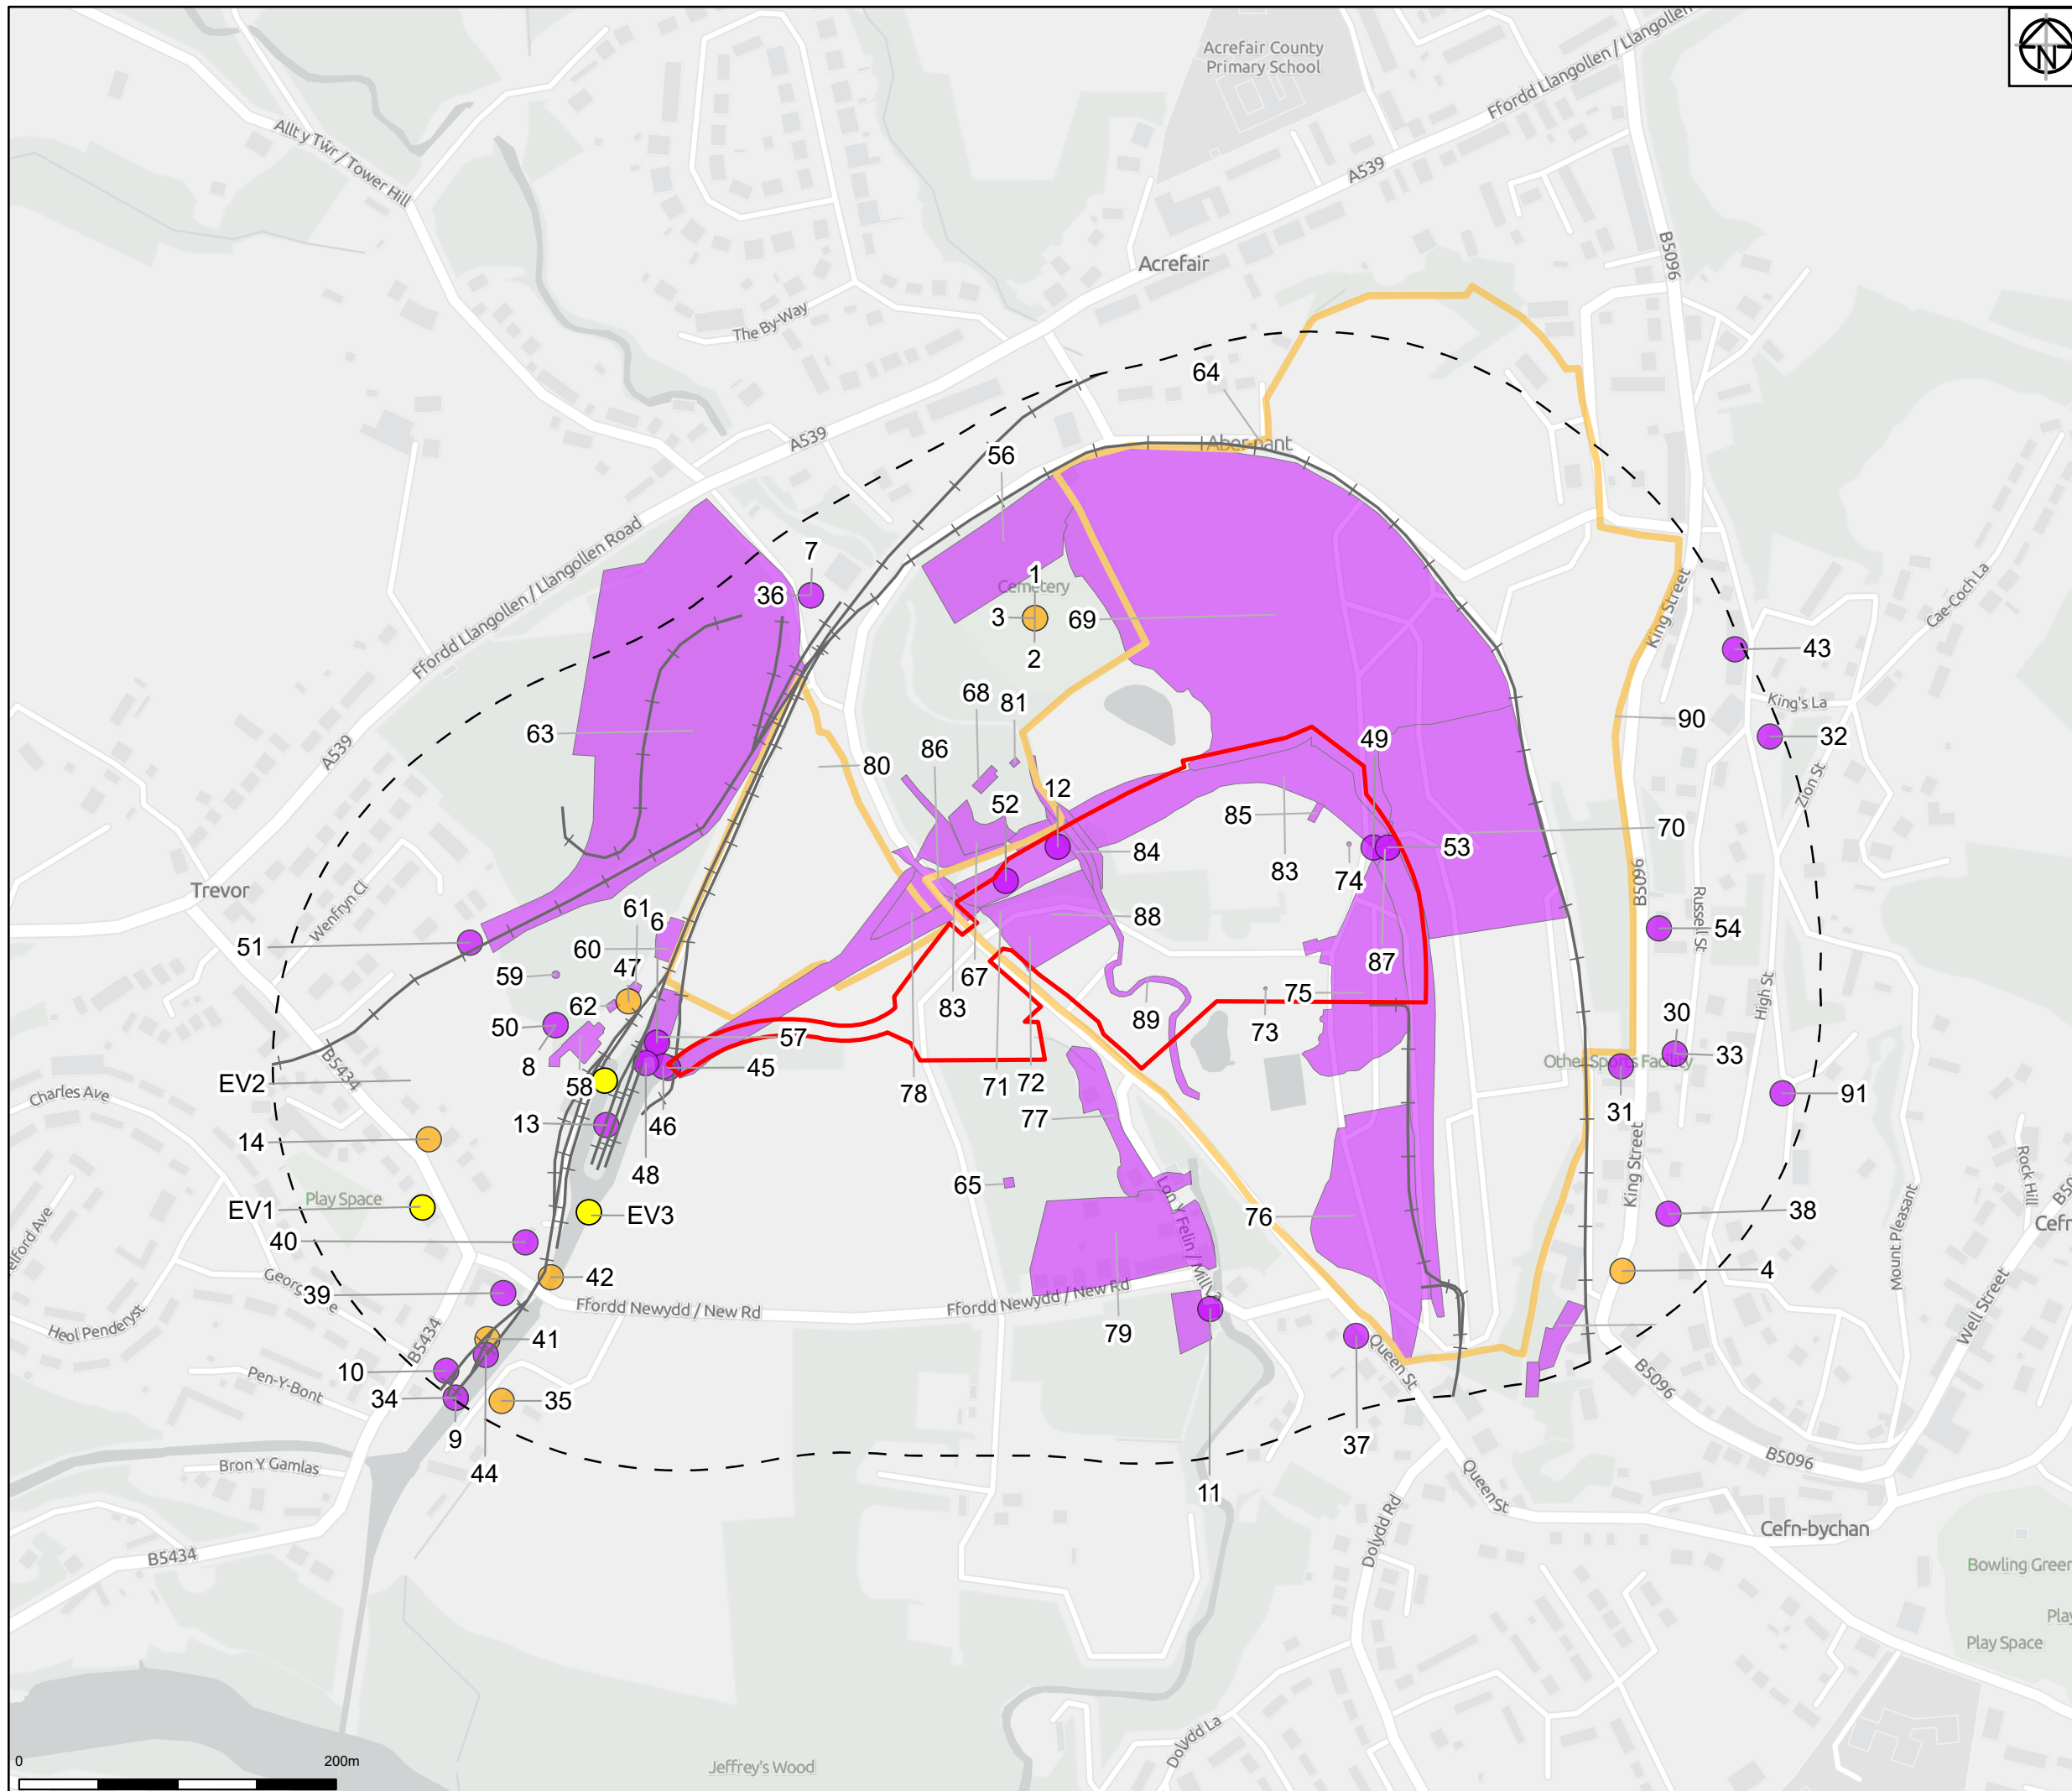 Acrefair County
Primary School
Ffordd Llangollen / Llangollen
N
Allt y Twr / Tower Hill
A539
B5096
Acrefair
The By-Way
64
A539
Aber-nant
56
Ffordd Llangollen / Llangollen Road
7
36
1
Cemetery
3
69
2
King Street
Cae-Coch La
43
King's La
68
81
90
63
49
32
A539
86
80
12
Zion St
52
85
53
70
84
Trevor
83
74
B5096
Wenfryn Cl
61
6
88
Russell St
54
51
60
47
87
59
67
75
High St
62
83
89
50
73
30
57
8
45
Other Sports Facility
33
B5434
EV2
58
78
71
72
31
91
Charles Ave
13
46
77
14
48
King Street
Rock Hill
65
Play Space
Lon Y Felin / Mill
EV1
EV3
76
38
Mount Pleasant
Cefn
40
42
4
George
e
39
Ffordd Newydd / New Rd
Ffordd Newydd / New Rd
Heol Penderyst
B5434
41
79
Well Street
10
Pen-Y-Bont
Queen St
B5096
34
35
9
37
Bron Y Gamlas
44
B5096
11
Queen St
Cefn-bychan
B5434
Dolydd Rd
Bowling Green
Play Space
Dolydd La
0
200m
Jeffrey's Wood